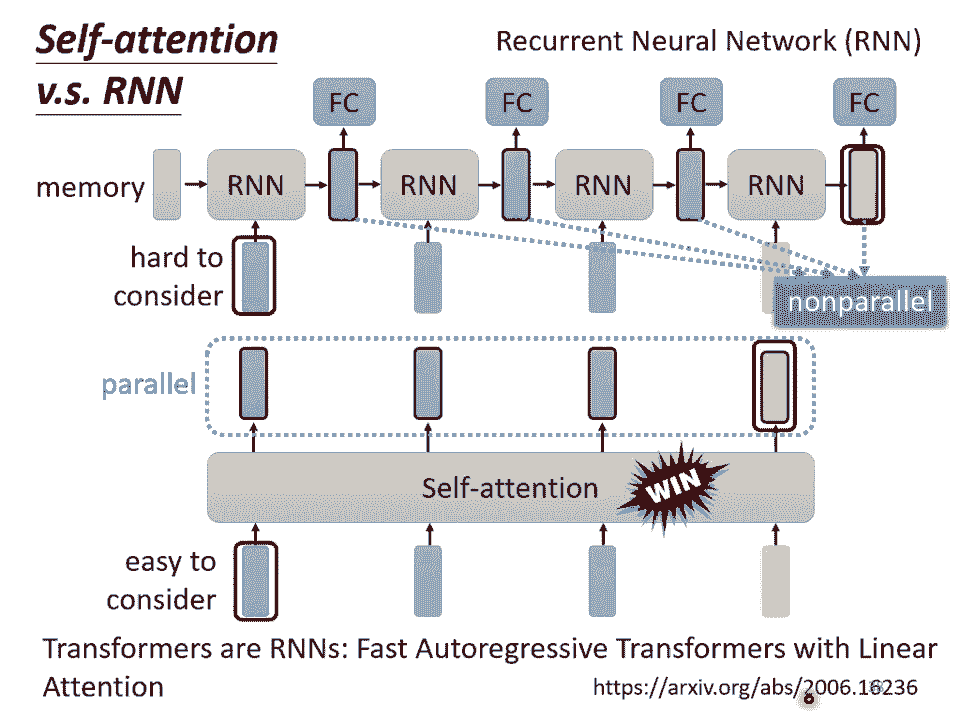 Self-attention
v.s. RNN
Recurrent Neural Network (RNN)
FC FC FC FC
memory RNN RNN RNN RNN
hard to
consider
nonparallel
parallel
Self-attention WIN
easy to
consider
Transformers are RNNs: Fast Autoregressive Transformers with Linear
Attention https://arxiv.org/abs/2006.16236